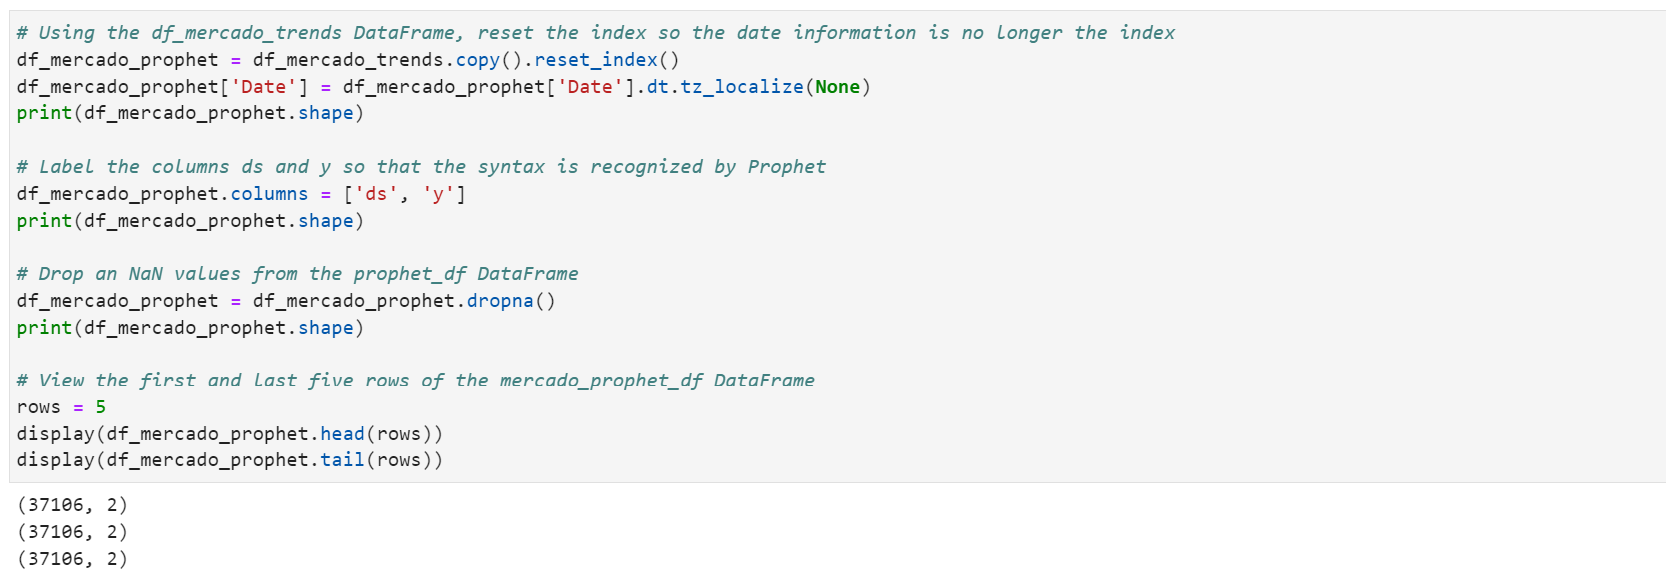 # Using the df_mercado_trends DataFrame, reset the index so the date information is no longer the index
df_mercado_prophet = df_mercado_trends.copy().reset_index()
df_mercado_prophet['Date'] = df_mercado_prophet['Date'].dt.tz_localize(None)
print(df_mercado_prophet.shape)
# Label the columns ds and y so that the syntax is recognized by Prophet
df_mercado_prophet.columns = ['ds', 'y']
print(df_mercado_prophet.shape)
# Drop an NaN values from the prophet_df DataFrame
df_mercado_prophet = df_mercado_prophet.dropna()
print(df_mercado_prophet.shape)
# View the first and last five rows of the mercado_prophet_df DataFrame
rows = 5
display(df_mercado_prophet.head(rows))
display(df_mercado_prophet.tail(rows))
(37106, 2)
(37106, 2)
(37106, 2)